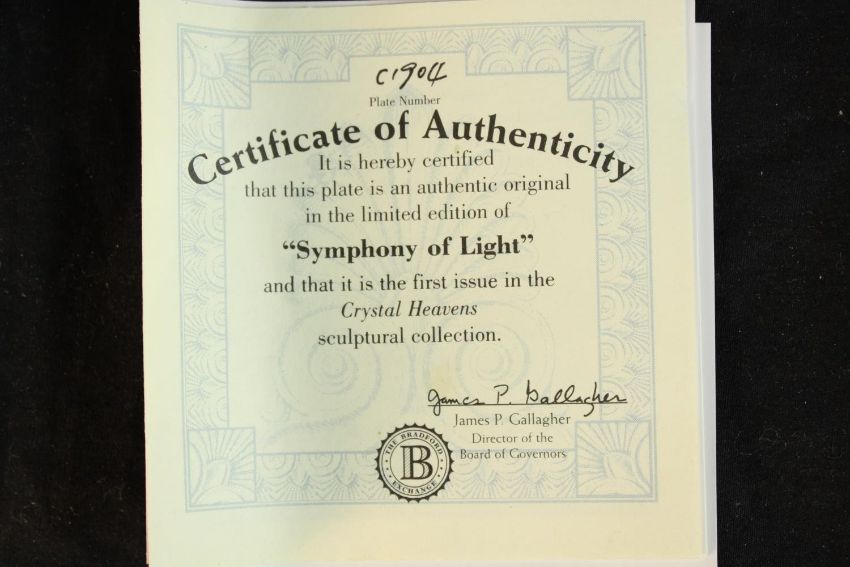 C1904
Plate Number
Certificate of Authenticity
It is hereby certified
that this plate is an authentic original
in the limited edition of
“Symphony of Light”
and that it is the first issue in the
Crystal Heavens
sculptural collection.
James P. Gallagher
James P. Gallagher
Director of the
Board of Governors
THE BRADFORD
B
EXCHANGE